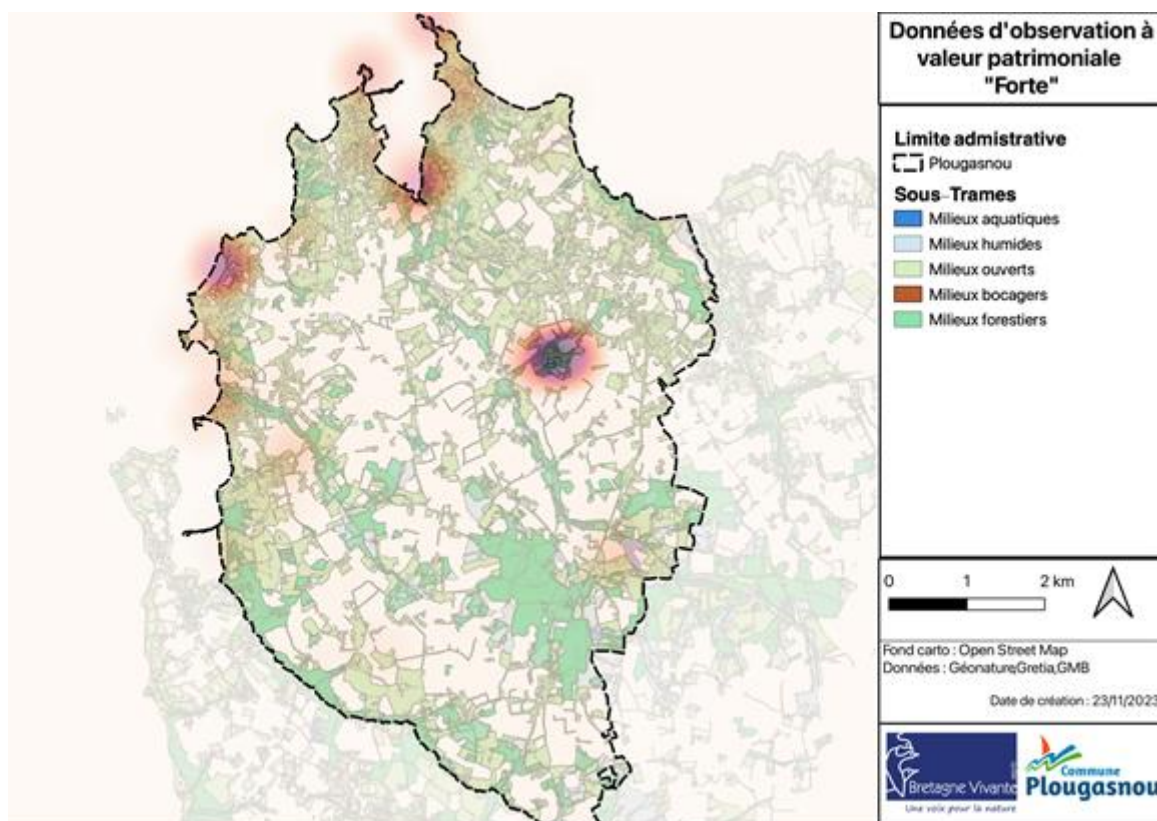 Données d'observation à
valeur patrimoniale
"Forte"
Limite admistrative
Plougasnou
Sous-Trames
Milieux aquatiques
Milieux humides
Milieux ouverts
Milieux bocagers
Milieux forestiers
0 1 2 km
Fond carto : Open Street Map
Données : Géonature,Gretia,GMB
Date de création : 23/11/2023
Bretagne Vivante
Une voix pour la nature
Commune
Plougasnou